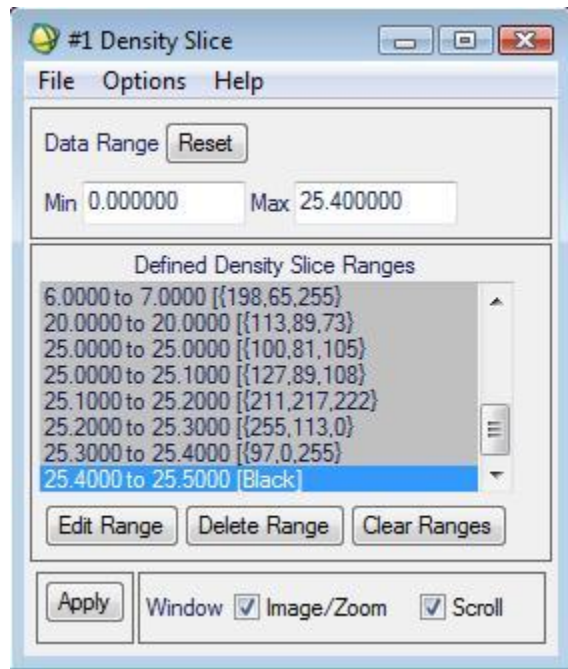 #1 Density Slice
File Options Help
Data Range Reset
Min 0.000000 Max 25.400000
Defined Density Slice Ranges
6.0000 to 7.0000 [{198,65,255}
20.0000 to 20.0000 [{113,89,73}
25.0000 to 25.0000 [{100,81,105}
25.0000 to 25.1000 [{127,89,108}
25.1000 to 25.2000 [{211,217,222}
25.2000 to 25.3000 [{255,113,0}
25.3000 to 25.4000 [{97,0,255}
25.4000 to 25.5000 [Black]
Edit Range Delete Range Clear Ranges
Apply Window Image/Zoom Scroll